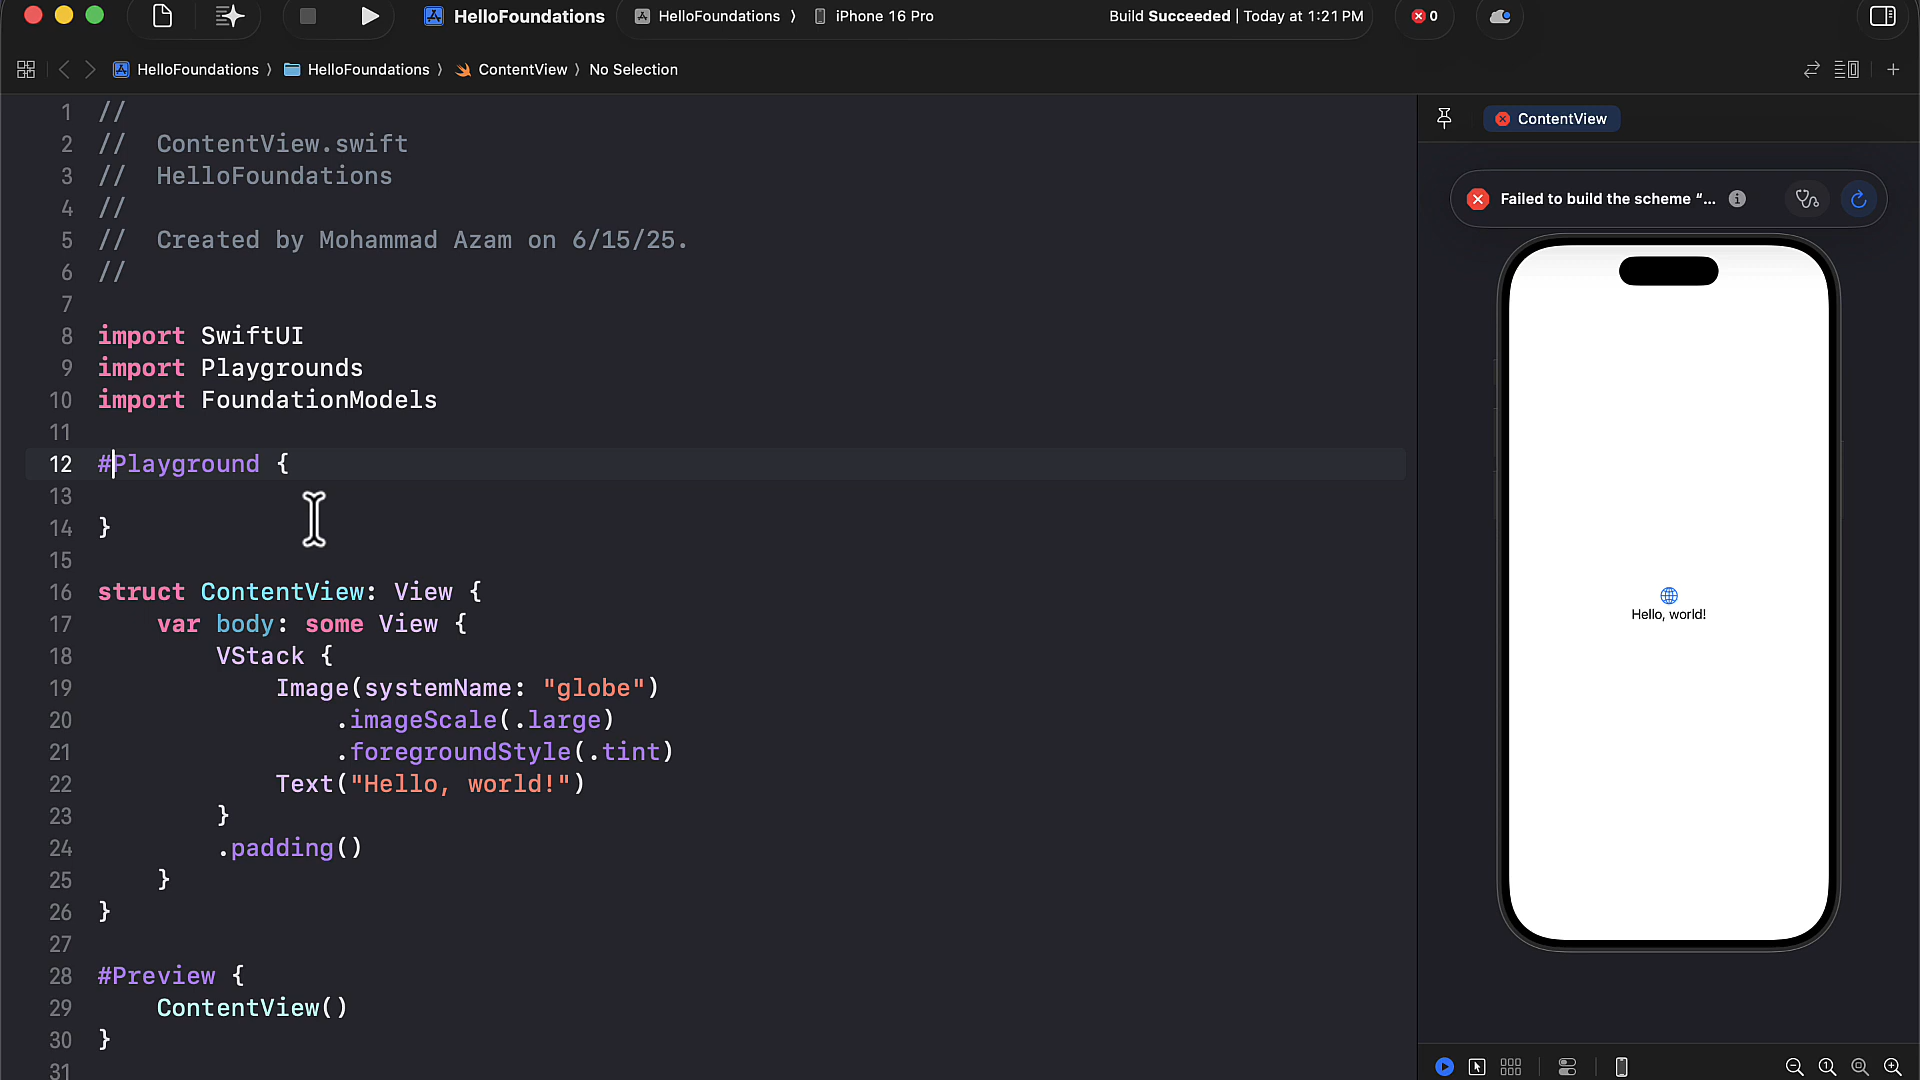 HelloFoundations
HelloFoundations 〉 iPhone 16 Pro
Build Succeeded | Today at 1:21 PM
0
HelloFoundations 〉 HelloFoundations 〉 ContentView 〉 No Selection
1 //
2 //  ContentView.swift
3 //  HelloFoundations
4 //
5 //  Created by Mohammad Azam on 6/15/25.
6 //
7
8 import SwiftUI
9 import Playgrounds
10 import FoundationModels
11
12 #Playground {
13
14 }
15
16 struct ContentView: View {
17     var body: some View {
18         VStack {
19             Image(systemName: "globe")
20                 .imageScale(.large)
21                 .foregroundStyle(.tint)
22             Text("Hello, world!")
23         }
24         .padding()
25     }
26 }
27
28 #Preview {
29     ContentView()
30 }
31
ContentView
Failed to build the scheme “...
Hello, world!